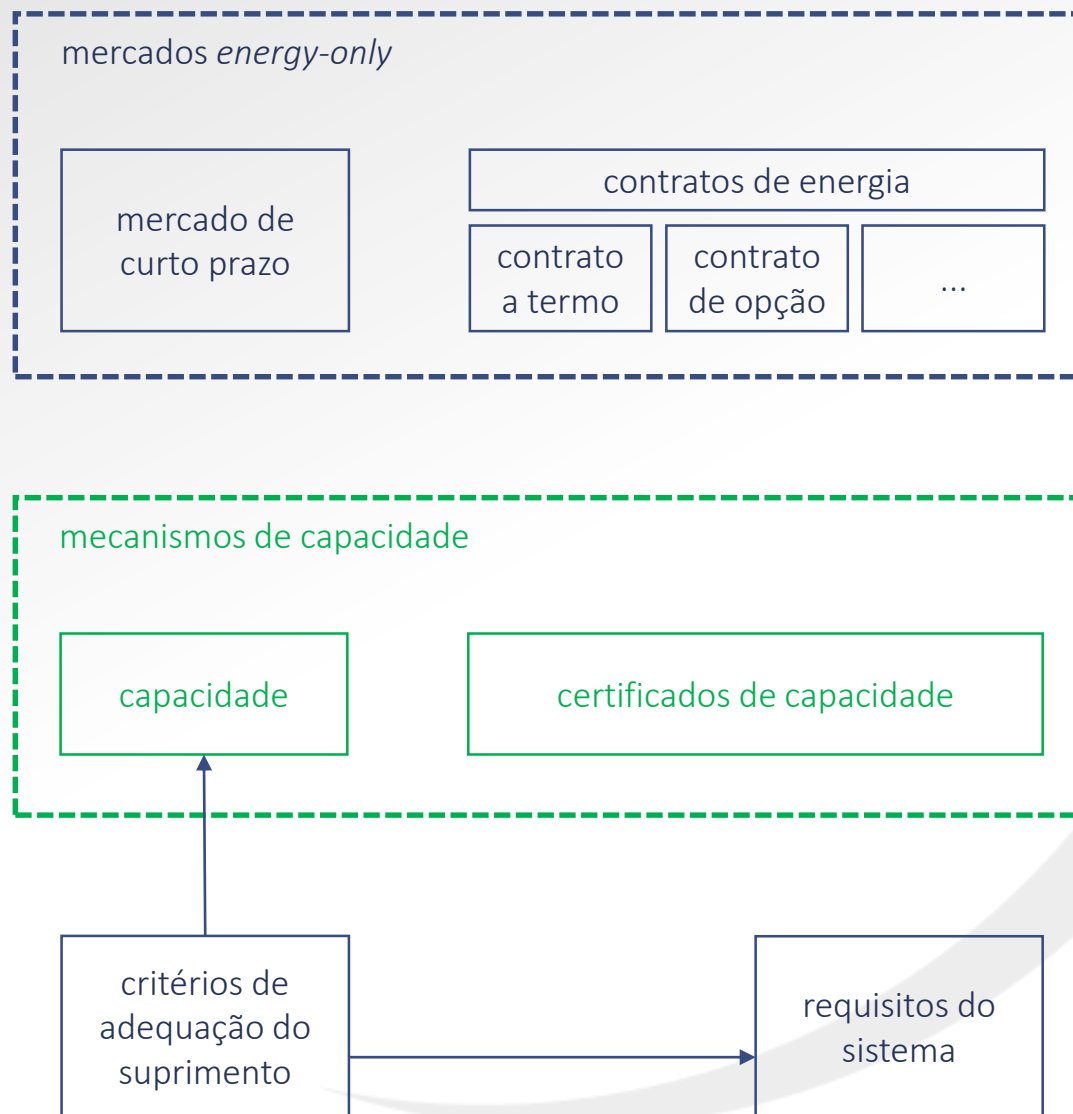 mercados energy-only
mercado de
curto prazo
contratos de energia
contrato
a termo
contrato
de opção
...
mecanismos de capacidade
capacidade
certificados de capacidade
critérios de
adequação do
suprimento
requisitos do
sistema